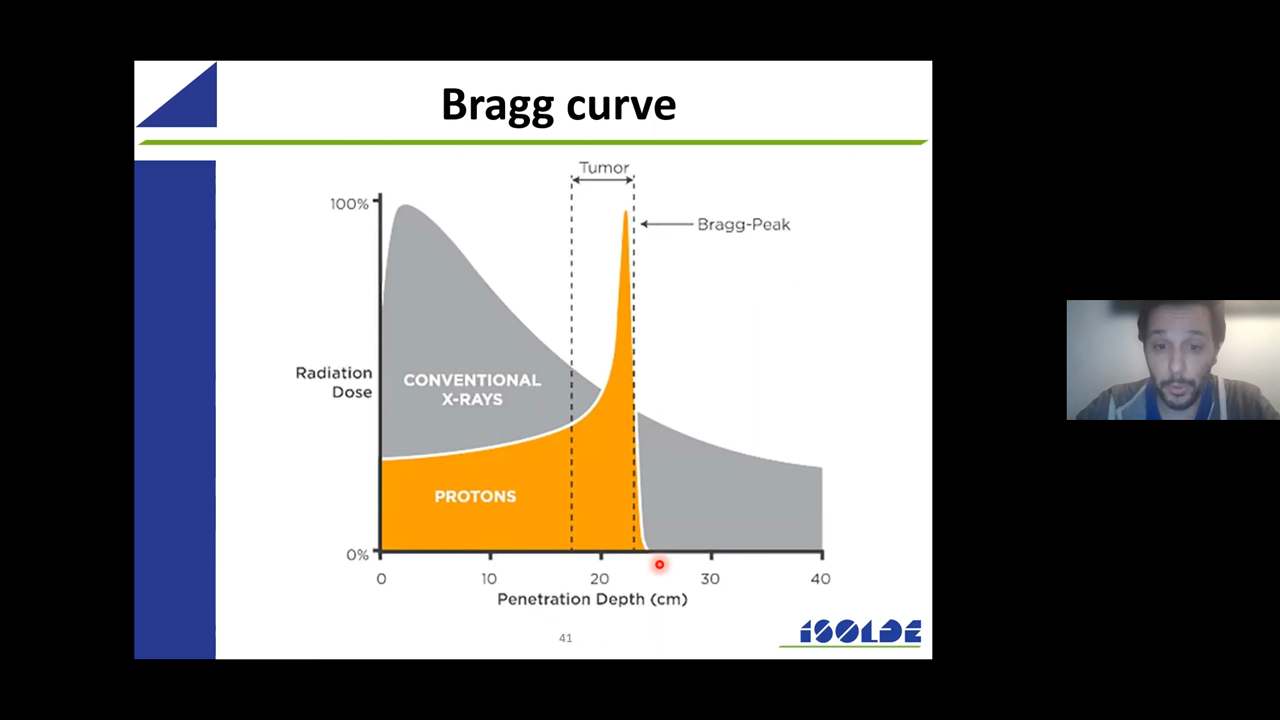 Bragg curve
Tumor
100%
Bragg-Peak
Radiation
Dose
CONVENTIONAL
X-RAYS
PROTONS
0%
0 10 20 30 40
Penetration Depth (cm)
41
ISOLDE